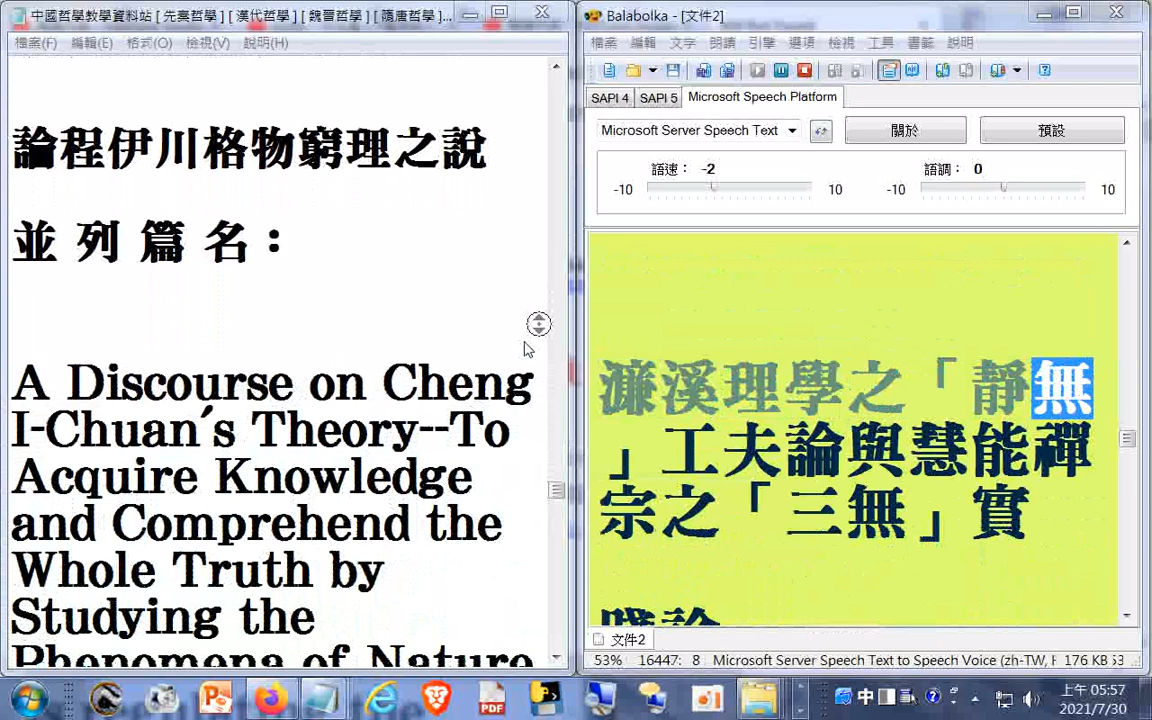 中國哲學教學資料站 [ 先秦哲學 ] [ 漢代哲學 ] [ 魏晉哲學 ] [ 隋唐哲學 ]...
檔案(F) 編輯(E) 格式(O) 檢視(V) 說明(H)
論程伊川格物窮理之說
並 列 篇 名：
A Discourse on Cheng
I-Chuan's Theory--To
Acquire Knowledge
and Comprehend the
Whole Truth by
Studying the
Phenomena of Nature
Balabolka - [文件2]
檔案 編輯 文字 朗讀 引擎 選項 檢視 工具 書籤 說明
SAPI 4 SAPI 5 Microsoft Speech Platform
Microsoft Server Speech Text 關於 預設
語速： -2 語調： 0
-10 10 -10 10
濂溪理學之「靜無
」工夫論與慧能禪
宗之「三無」實
踐論
文件2
53% 16447: 8 Microsoft Server Speech Text to Speech Voice (zh-TW, H 176 KB
PDF 中 上午 05:57
2021/7/30